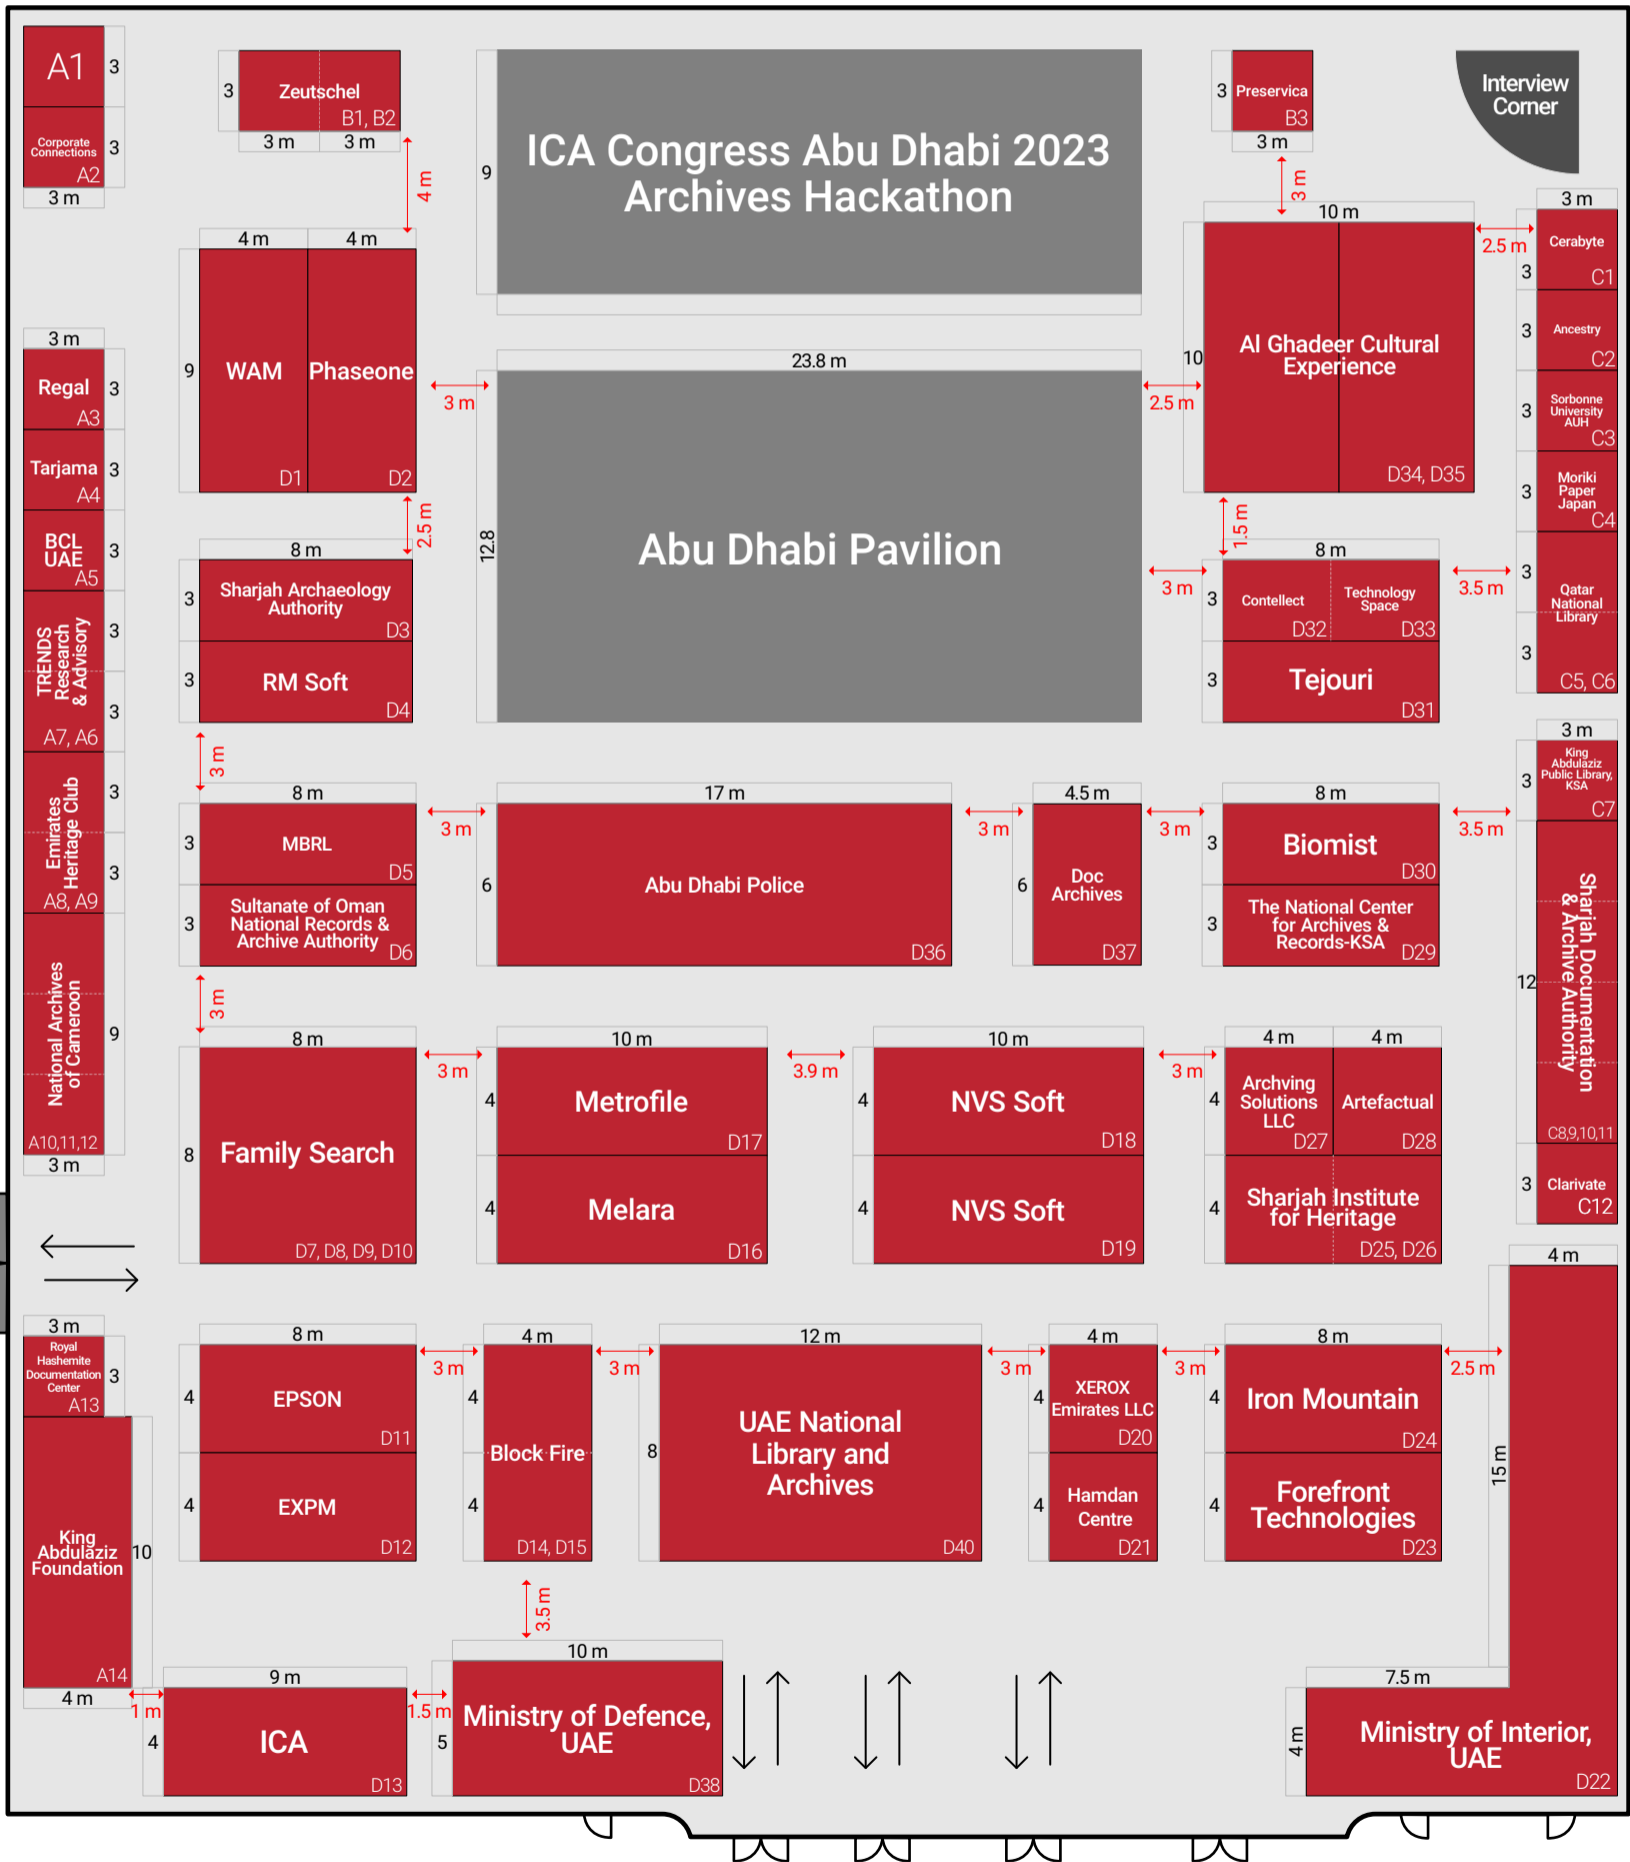 A1
3
Corporate
Connections
A2
3
3 m
3
Zeutschel
B1, B2
3 m
3 m
4 m
ICA Congress Abu Dhabi 2023
Archives Hackathon
9
3
Preservica
B3
3 m
3 m
Interview
Corner
4 m
4 m
9
WAM
D1
Phaseone
D2
3 m
2.5 m
23.8 m
12.8
Abu Dhabi Pavilion
10 m
10
Al Ghadeer Cultural
Experience
D34, D35
2.5 m
2.5 m
1.5 m
3 m
Cerabyte
C1
3
Ancestry
C2
3
Sorbonne
University
AUH
C3
3
Moriki
Paper
Japan
C4
3
Qatar
National
Library
C5, C6
3
3
3 m
Regal
A3
3
Tarjama
A4
3
BCL
UAE
A5
3
TRENDS
Research
& Advisory
A7, A6
3
3
Emirates
Heritage Club
A8, A9
3
3
National Archives
of Cameroon
A10,11,12
9
3 m
8 m
3
Sharjah Archaeology
Authority
D3
3
RM Soft
D4
3 m
3 m
8 m
3
Contellect
D32
Technology
Space
D33
3
Tejouri
D31
3.5 m
8 m
3
MBRL
D5
3
Sultanate of Oman
National Records &
Archive Authority
D6
3 m
3 m
17 m
6
Abu Dhabi Police
D36
3 m
4.5 m
6
Doc
Archives
D37
3 m
8 m
3
Biomist
D30
3
The National Center
for Archives &
Records-KSA
D29
3.5 m
3 m
King
Abdulaziz
Public Library,
KSA
C7
3
Sharjah Documentation
& Archive Authority
C8,9,10,11
12
Clarivate
C12
3
8 m
8
Family Search
D7, D8, D9, D10
3 m
10 m
4
Metrofile
D17
4
Melara
D16
3.9 m
10 m
4
NVS Soft
D18
4
NVS Soft
D19
3 m
4 m
4 m
4
Archving
Solutions
LLC
D27
Artefactual
D28
4
Sharjah Institute
for Heritage
D25, D26
3 m
Royal
Hashemite
Documentation
Center
A13
3
King
Abdulaziz
Foundation
A14
10
4 m
1 m
8 m
4
EPSON
D11
4
EXPM
D12
3 m
4 m
4
4
Block Fire
D14, D15
3 m
12 m
8
UAE National
Library and
Archives
D40
3 m
4 m
4
XEROX
Emirates LLC
D20
4
Hamdan
Centre
D21
3 m
8 m
4
Iron Mountain
D24
4
Forefront
Technologies
D23
2.5 m
4 m
15 m
3.5 m
9 m
4
ICA
D13
1.5 m
10 m
5
Ministry of Defence,
UAE
D38
7.5 m
4 m
Ministry of Interior,
UAE
D22